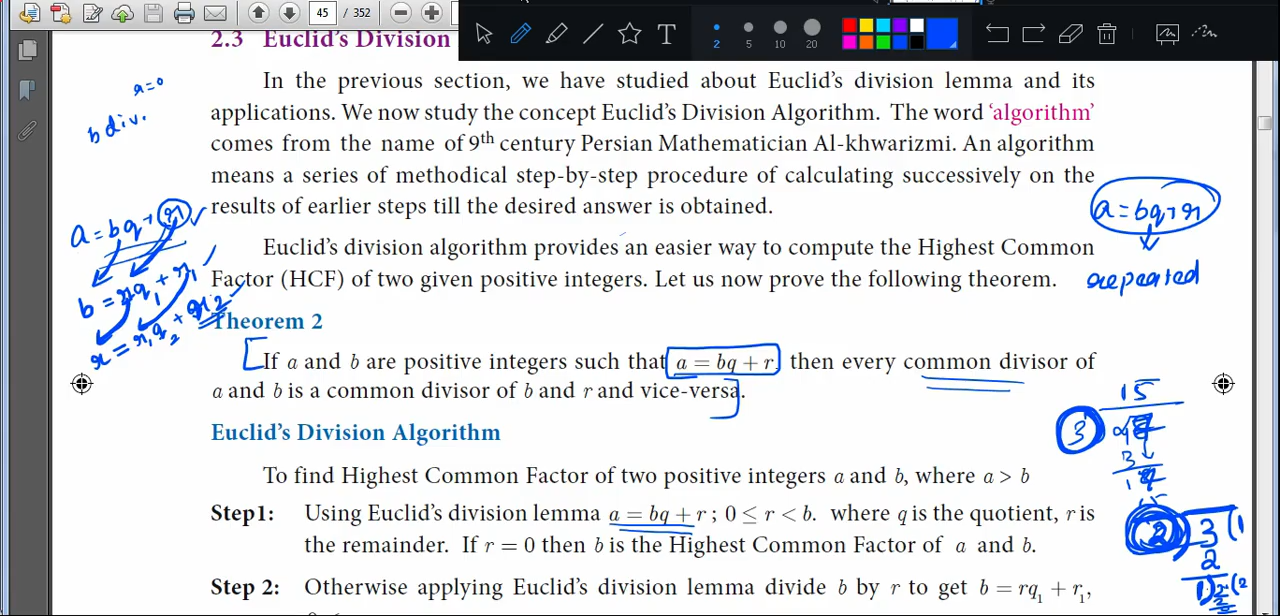 45 / 352
2 5 10 20
2.3 Euclid's Division
In the previous section, we have studied about Euclid's division lemma and its
applications. We now study the concept Euclid's Division Algorithm. The word 'algorithm'
comes from the name of 9th century Persian Mathematician Al-khwarizmi. An algorithm
means a series of methodical step-by-step procedure of calculating successively on the
results of earlier steps till the desired answer is obtained.
Euclid's division algorithm provides an easier way to compute the Highest Common
Factor (HCF) of two given positive integers. Let us now prove the following theorem.
Theorem 2
If a and b are positive integers such that a = bq + r, then every common divisor of
a and b is a common divisor of b and r and vice-versa.
Euclid's Division Algorithm
To find Highest Common Factor of two positive integers a and b, where a > b
Step1: Using Euclid's division lemma a = bq + r ; 0 ≤ r < b. where q is the quotient, r is
the remainder. If r = 0 then b is the Highest Common Factor of a and b.
Step 2: Otherwise applying Euclid's division lemma divide b by r to get b = rq₁ + r₁,
a=0
b div.
a = bq + r
b = rq₁ + r₁
r = r₁q₂ + r₂
a = bq + r
repeated
15
3
2 3 (1
2